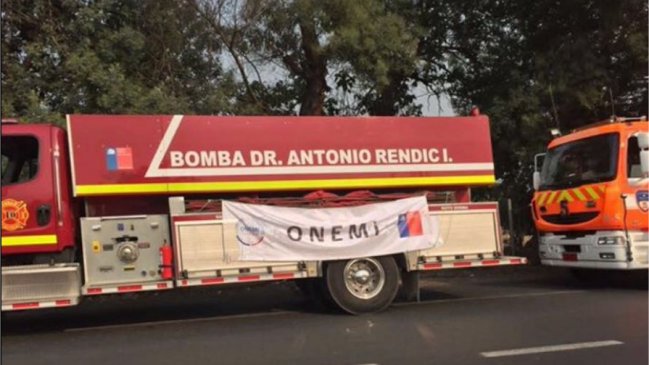 BOMBA DR. ANTONIO RENDIC I.
ONEMI